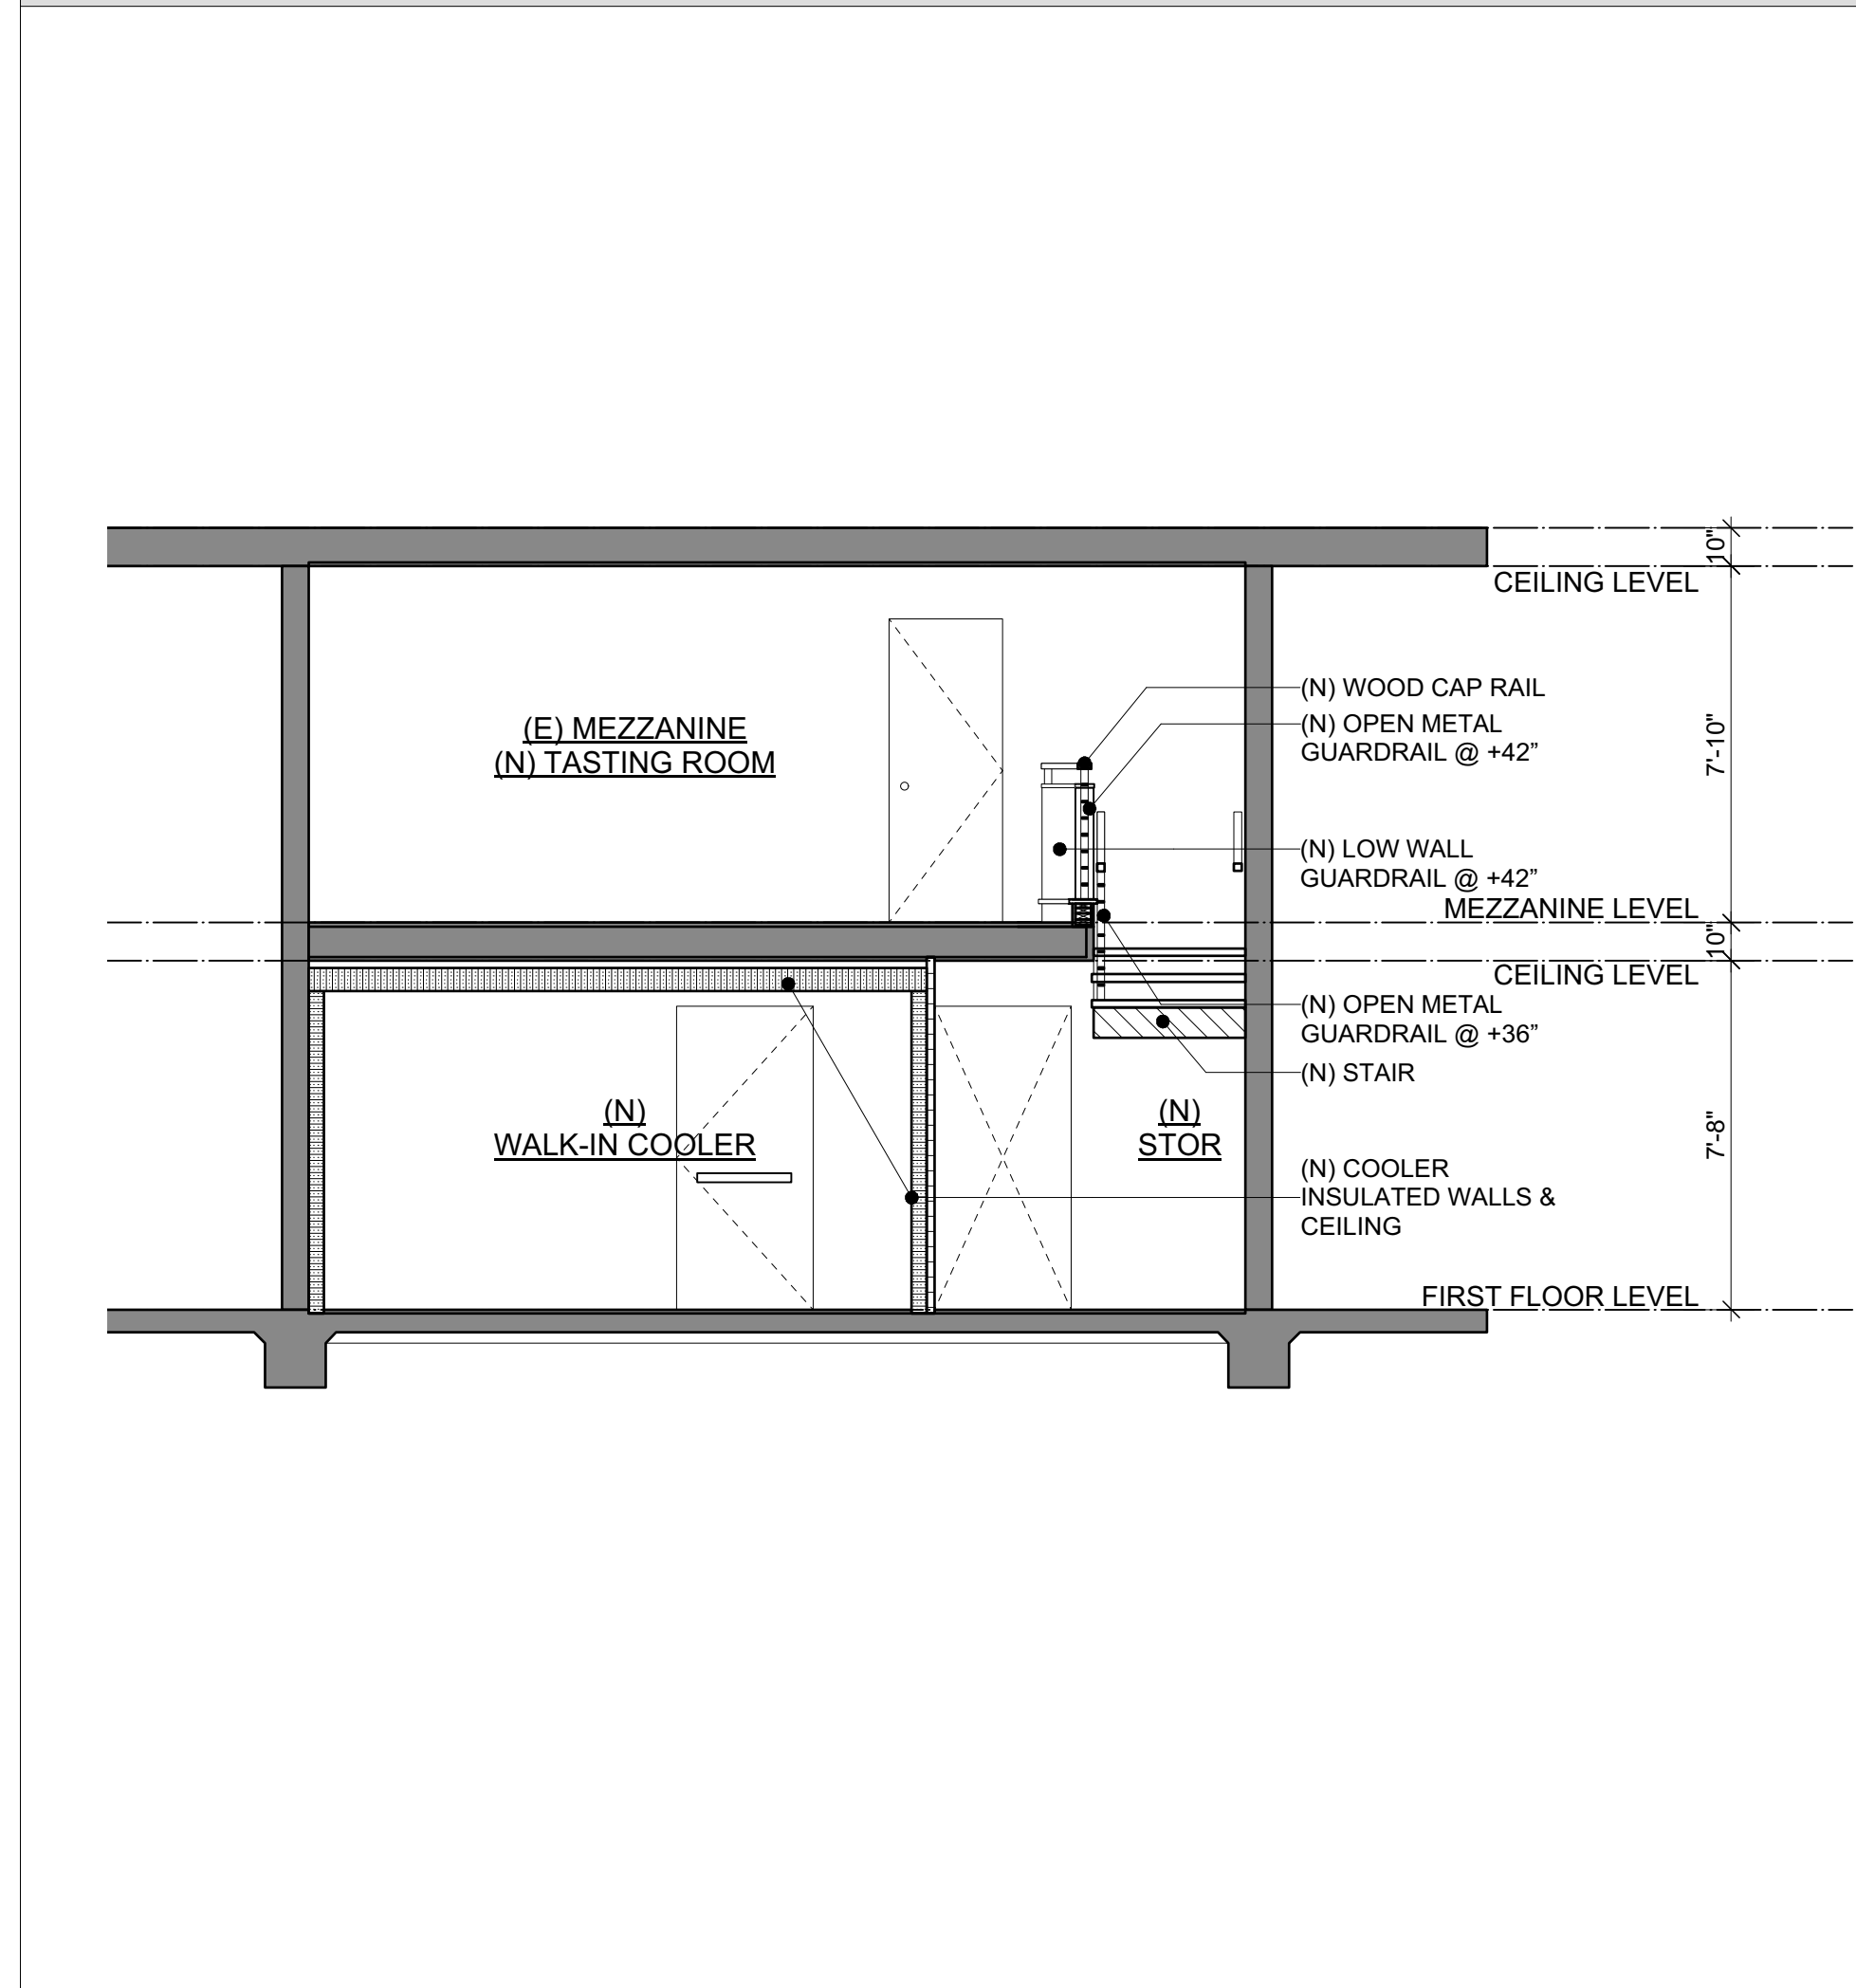 10"
CEILING LEVEL
(N) WOOD CAP RAIL
(N) OPEN METAL
GUARDRAIL @ +42”
(E) MEZZANINE
(N) TASTING ROOM
7'-10"
(N) LOW WALL
GUARDRAIL @ +42”
MEZZANINE LEVEL
10"
CEILING LEVEL
(N) OPEN METAL
GUARDRAIL @ +36”
(N) STAIR
(N)
WALK-IN COOLER
(N)
STOR
7'-8"
(N) COOLER
INSULATED WALLS &
CEILING
FIRST FLOOR LEVEL